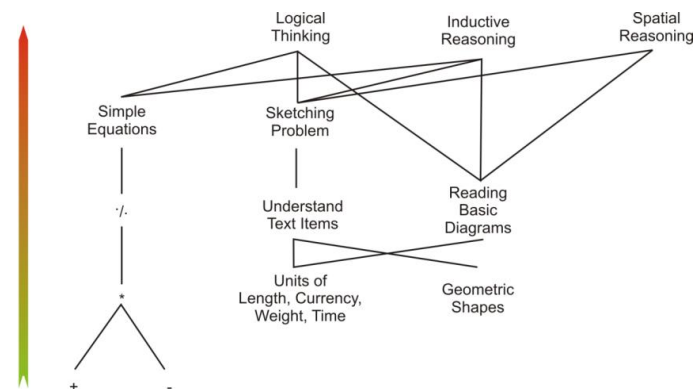 Logical
Thinking
Inductive
Reasoning
Spatial
Reasoning
Simple
Equations
Sketching
Problem
·/·
Understand
Text Items
Reading
Basic
Diagrams
*
Units of
Length, Currency,
Weight, Time
Geometric
Shapes
+ -